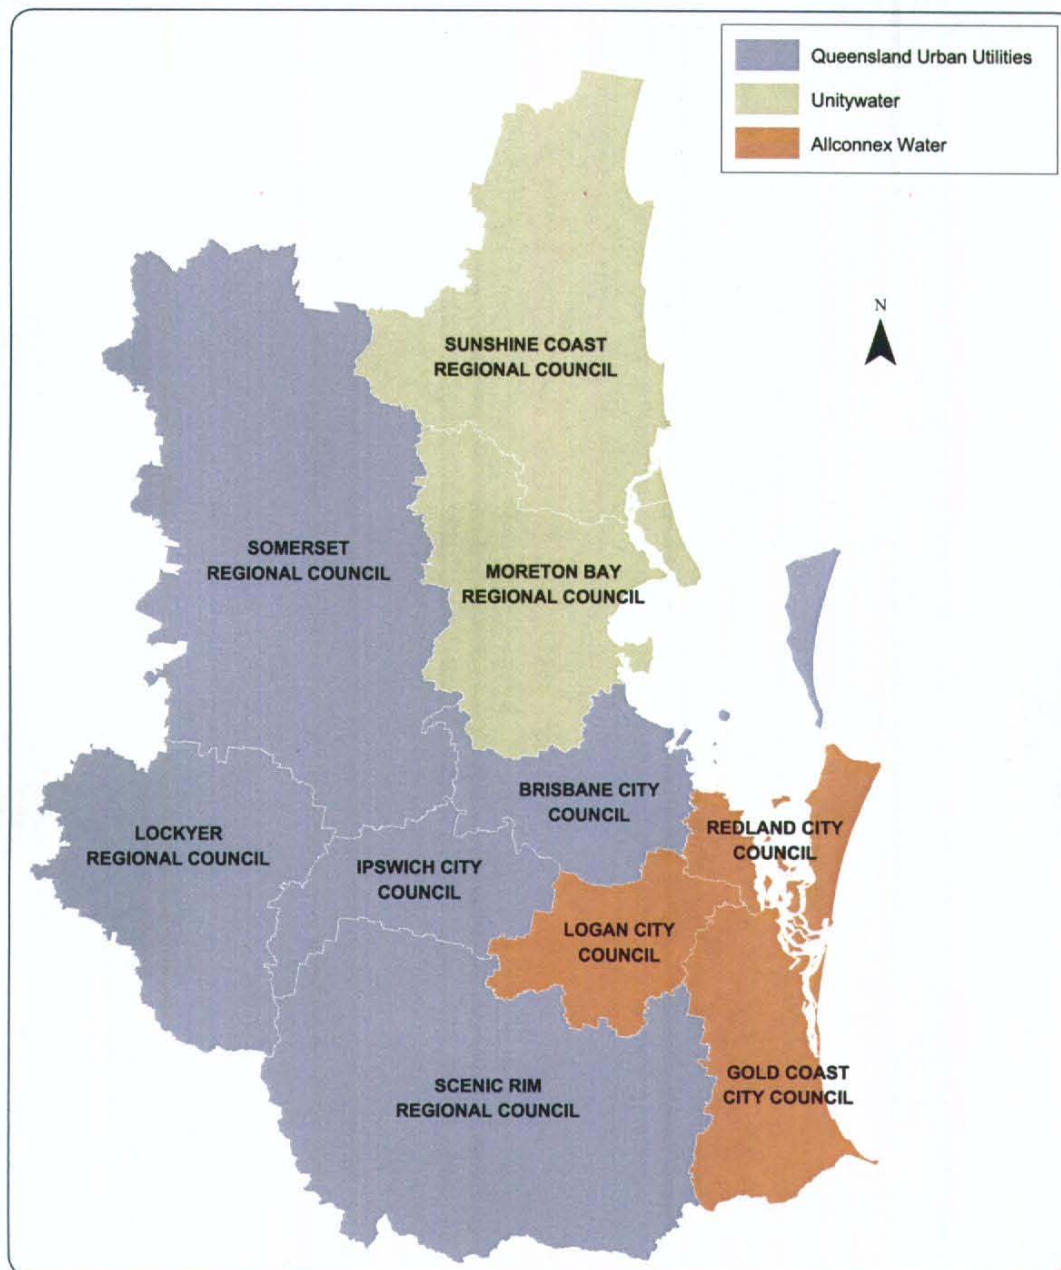 Queensland Urban Utilities
Unitywater
Allconnex Water
N
SUNSHINE COAST
REGIONAL COUNCIL
SOMERSET
REGIONAL COUNCIL
MORETON BAY
REGIONAL COUNCIL
BRISBANE CITY
COUNCIL
REDLAND CITY
COUNCIL
LOCKYER
REGIONAL COUNCIL
IPSWICH CITY
COUNCIL
LOGAN CITY
COUNCIL
GOLD COAST
CITY COUNCIL
SCENIC RIM
REGIONAL COUNCIL